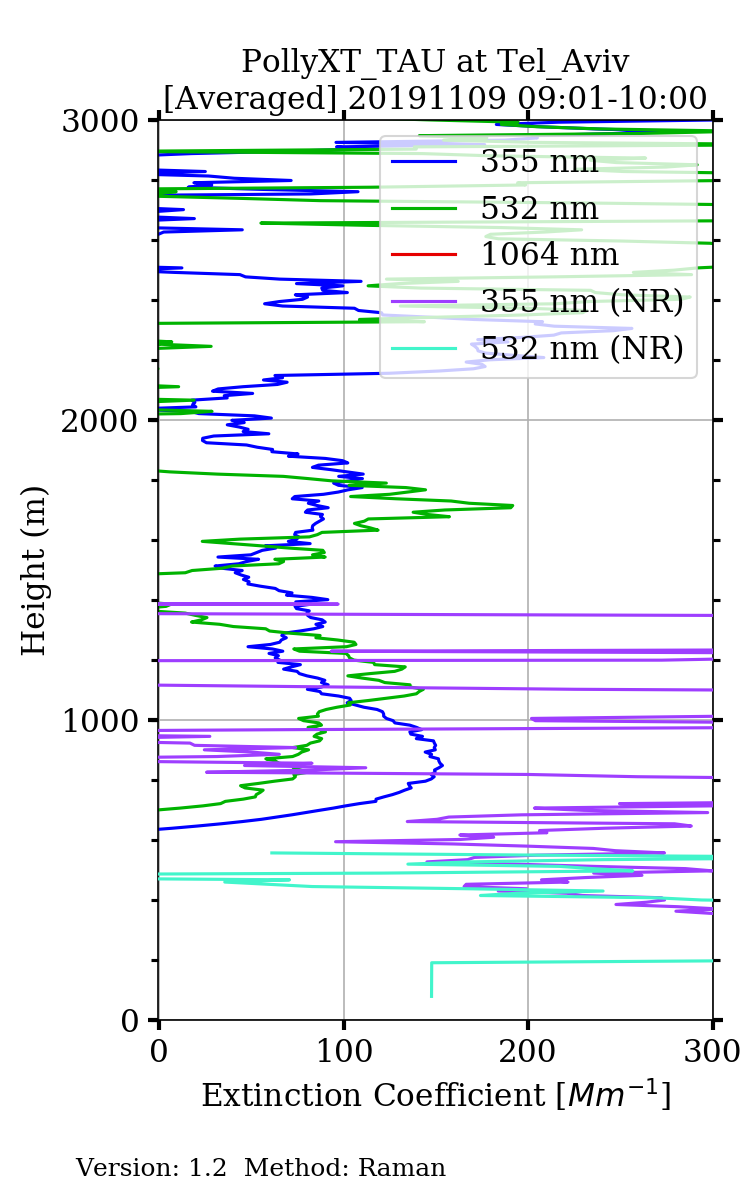 PollyXT_TAU at Tel_Aviv
[Averaged] 20191109 09:01-10:00
355 nm
532 nm
1064 nm
355 nm (NR)
532 nm (NR)
3000
2000
1000
0
Height (m)
0 100 200 300
Extinction Coefficient [Mm⁻¹]
Version: 1.2 Method: Raman